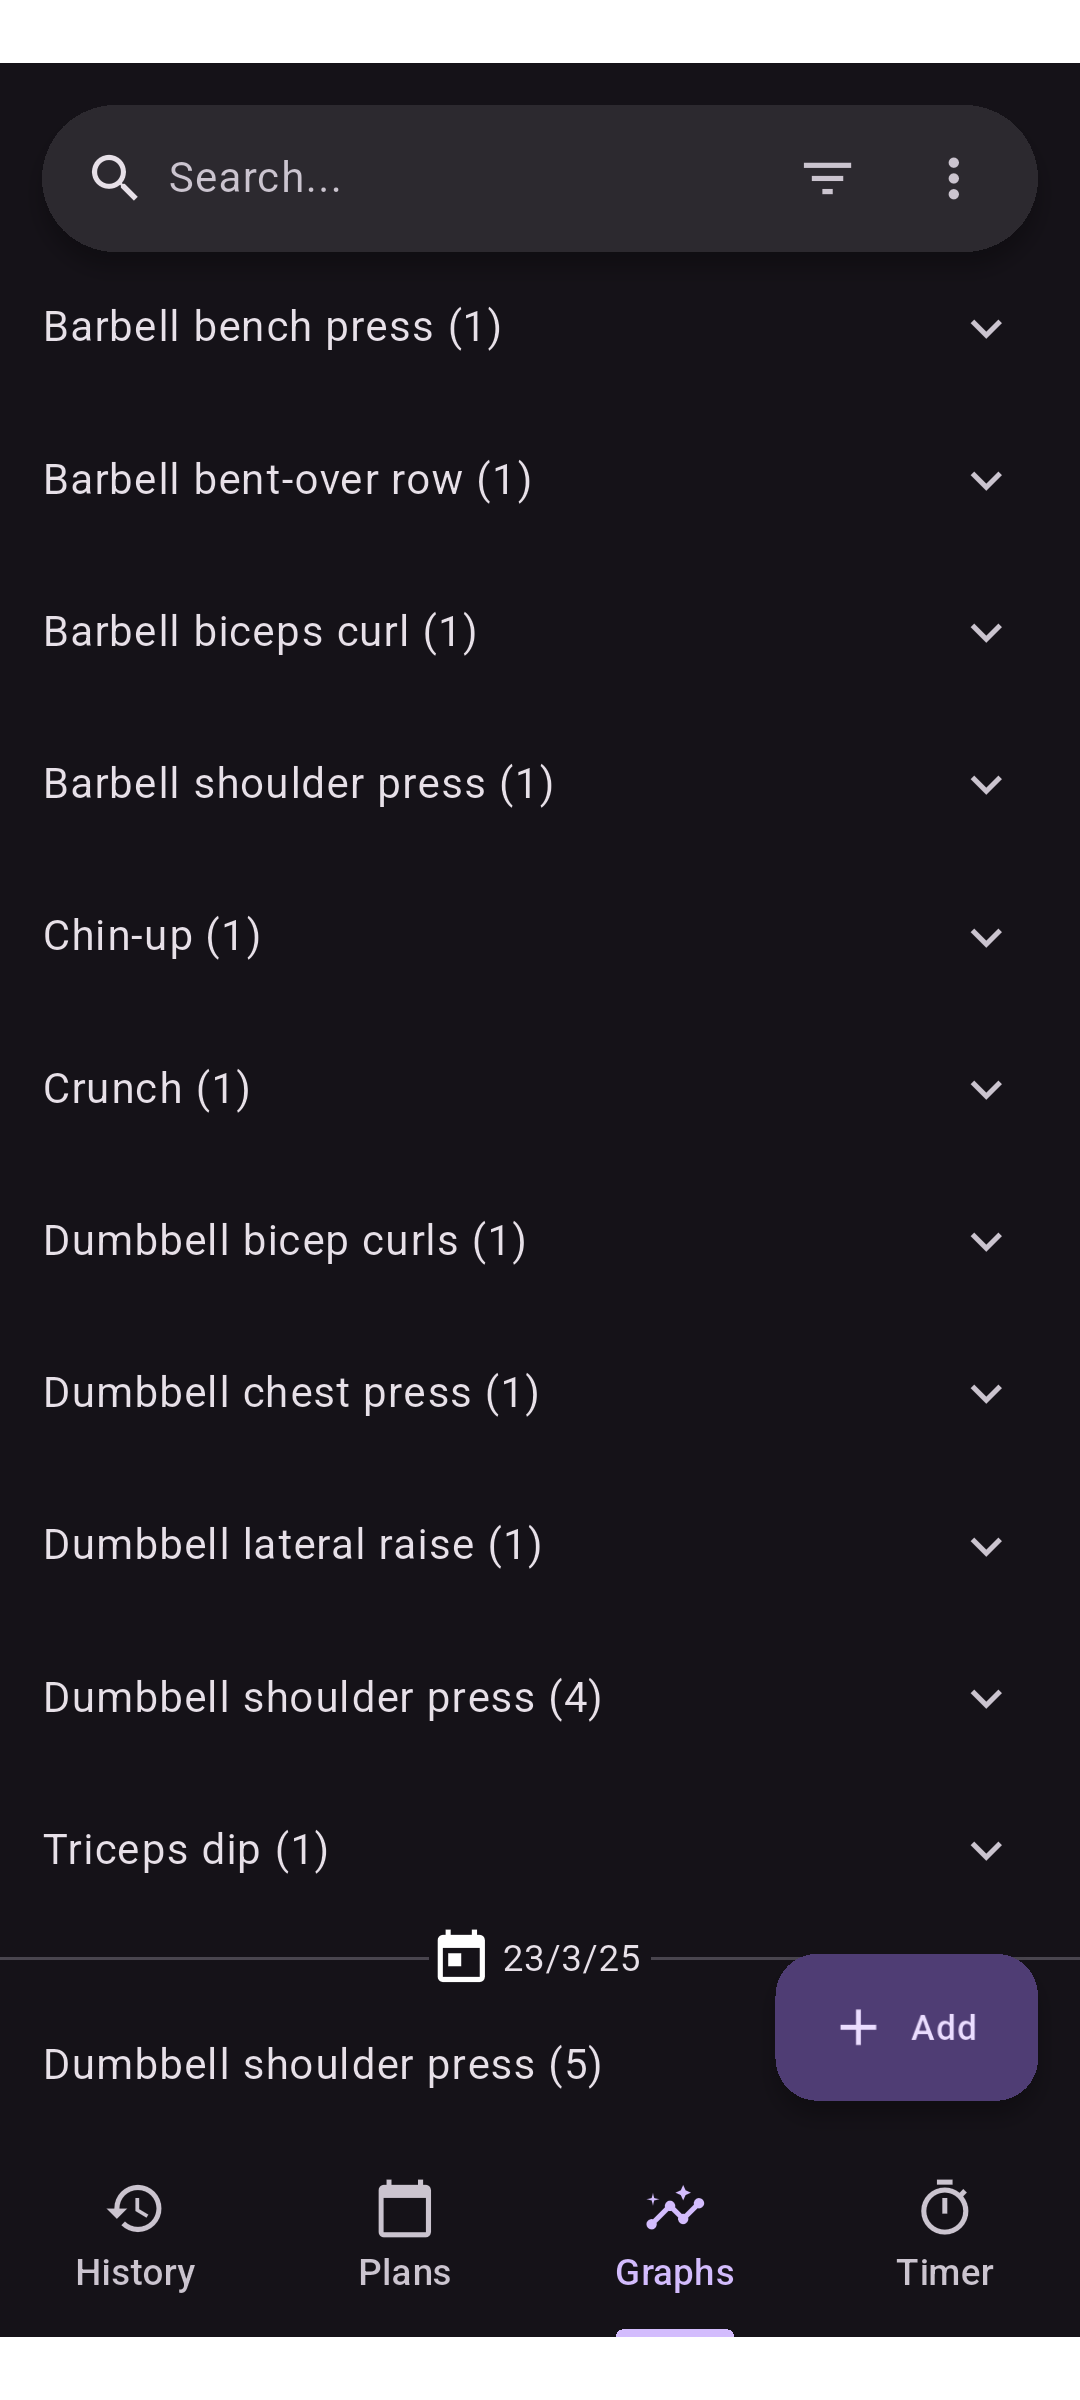 Search...
Barbell bench press (1)
Barbell bent-over row (1)
Barbell biceps curl (1)
Barbell shoulder press (1)
Chin-up (1)
Crunch (1)
Dumbbell bicep curls (1)
Dumbbell chest press (1)
Dumbbell lateral raise (1)
Dumbbell shoulder press (4)
Triceps dip (1)
23/3/25
Add
Dumbbell shoulder press (5)
History Plans Graphs Timer